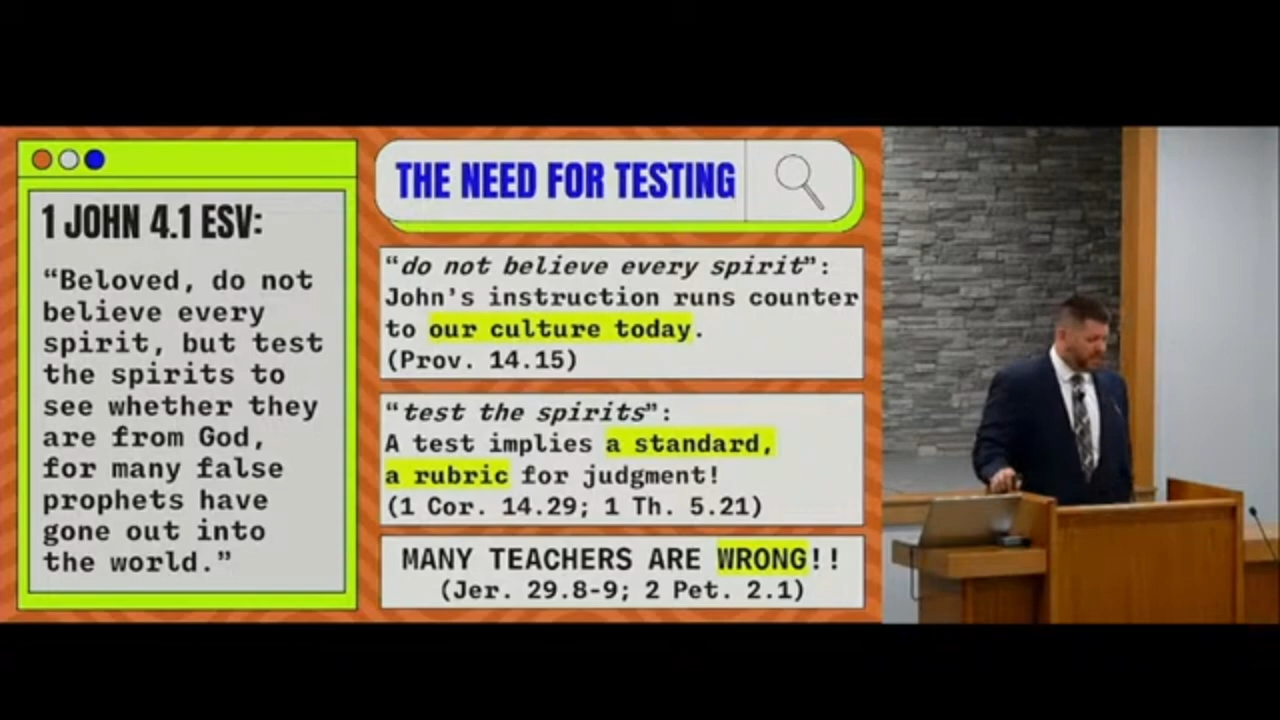 1 JOHN 4.1 ESV:
“Beloved, do not
believe every
spirit, but test
the spirits to
see whether they
are from God,
for many false
prophets have
gone out into
the world.”
THE NEED FOR TESTING
“do not believe every spirit”:
John’s instruction runs counter
to our culture today.
(Prov. 14.15)
“test the spirits”:
A test implies a standard,
a rubric for judgment!
(1 Cor. 14.29; 1 Th. 5.21)
MANY TEACHERS ARE WRONG!!
(Jer. 29.8-9; 2 Pet. 2.1)